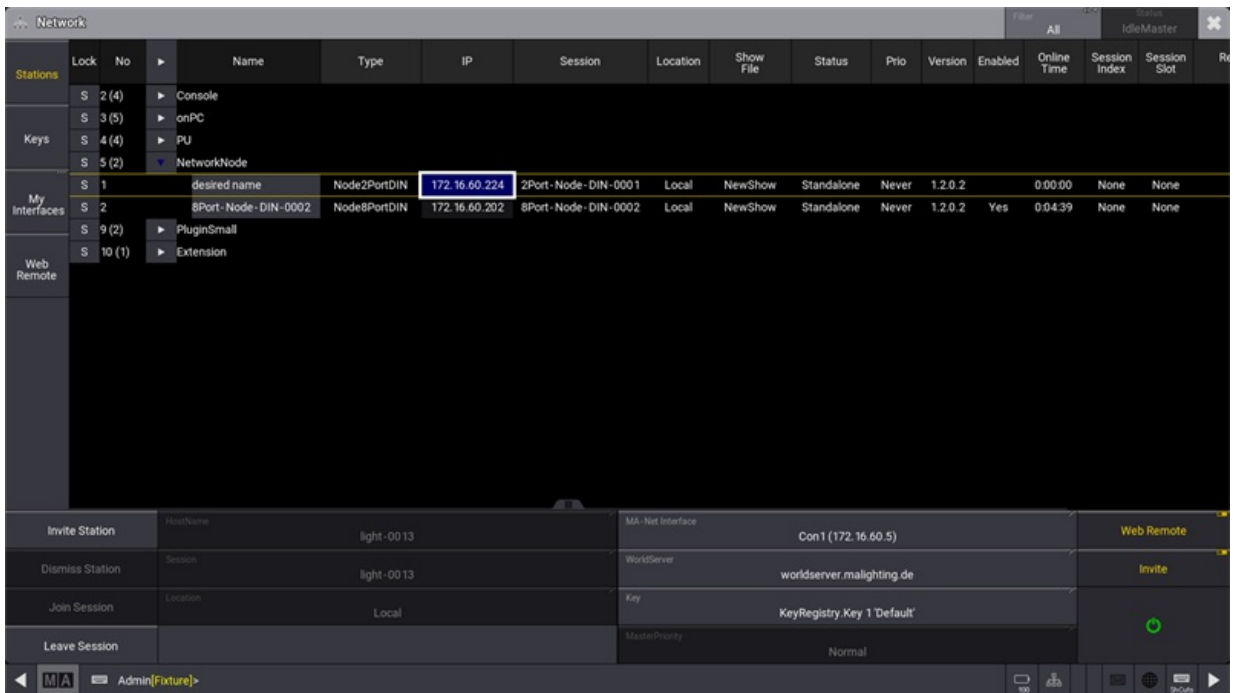 Network
Filter
All
Status
IdleMaster
Stations
Lock No Name Type IP Session Location Show File Status Prio Version Enabled Online Time Session Index Session Slot Re
S 2 (4) Console
S 3 (5) onPC
Keys
S 4 (4) PU
S 5 (2) NetworkNode
S 1 desired name Node2PortDIN 172.16.60.224 2Port-Node-DIN-0001 Local NewShow Standalone Never 1.2.0.2 0:00:00 None None
My Interfaces
S 2 8Port-Node-DIN-0002 Node8PortDIN 172.16.60.202 8Port-Node-DIN-0002 Local NewShow Standalone Never 1.2.0.2 Yes 0:04:39 None None
S 9 (2) PluginSmall
S 10 (1) Extension
Web Remote
Invite Station
HostName
light-0013
MA-Net Interface
Con1 (172.16.60.5)
Web Remote
Dismiss Station
Session
light-0013
WorldServer
worldserver.malighting.de
Invite
Join Session
Location
Local
Key
KeyRegistry.Key 1 'Default'
Leave Session
MasterPriority
Normal
MA
Admin[Fixture]>
100
ShCuts